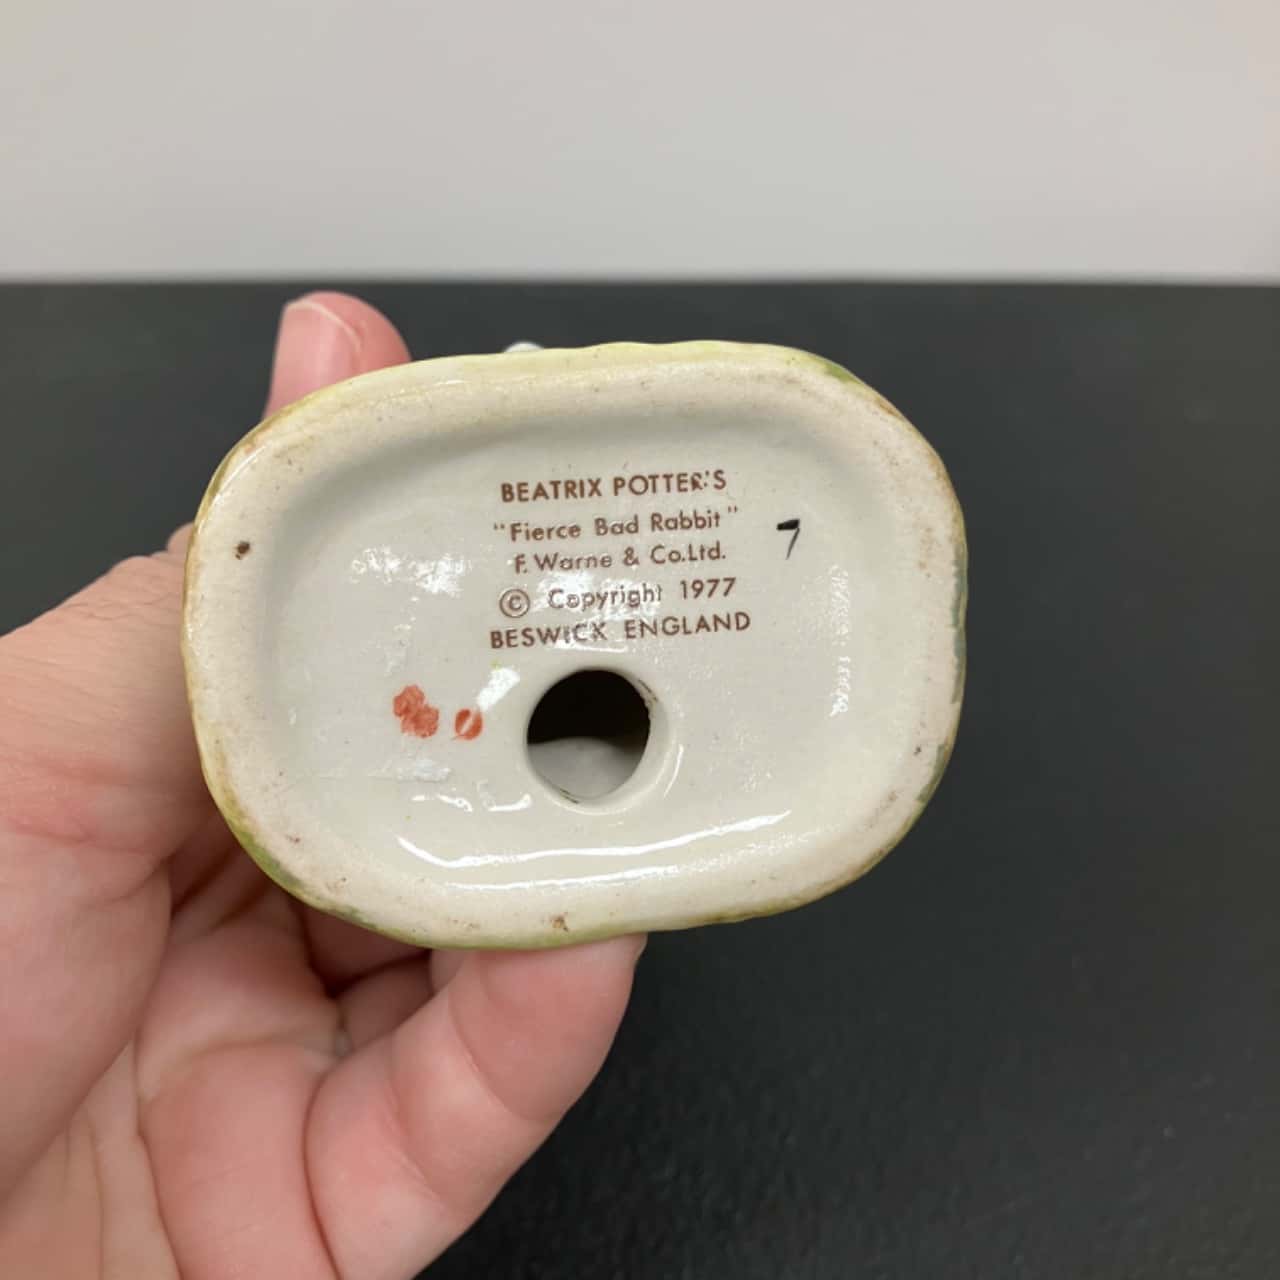 BEATRIX POTTER'S
"Fierce Bad Rabbit"
F. Warne & Co.Ltd.
© Copyright 1977
BESWICK ENGLAND
7